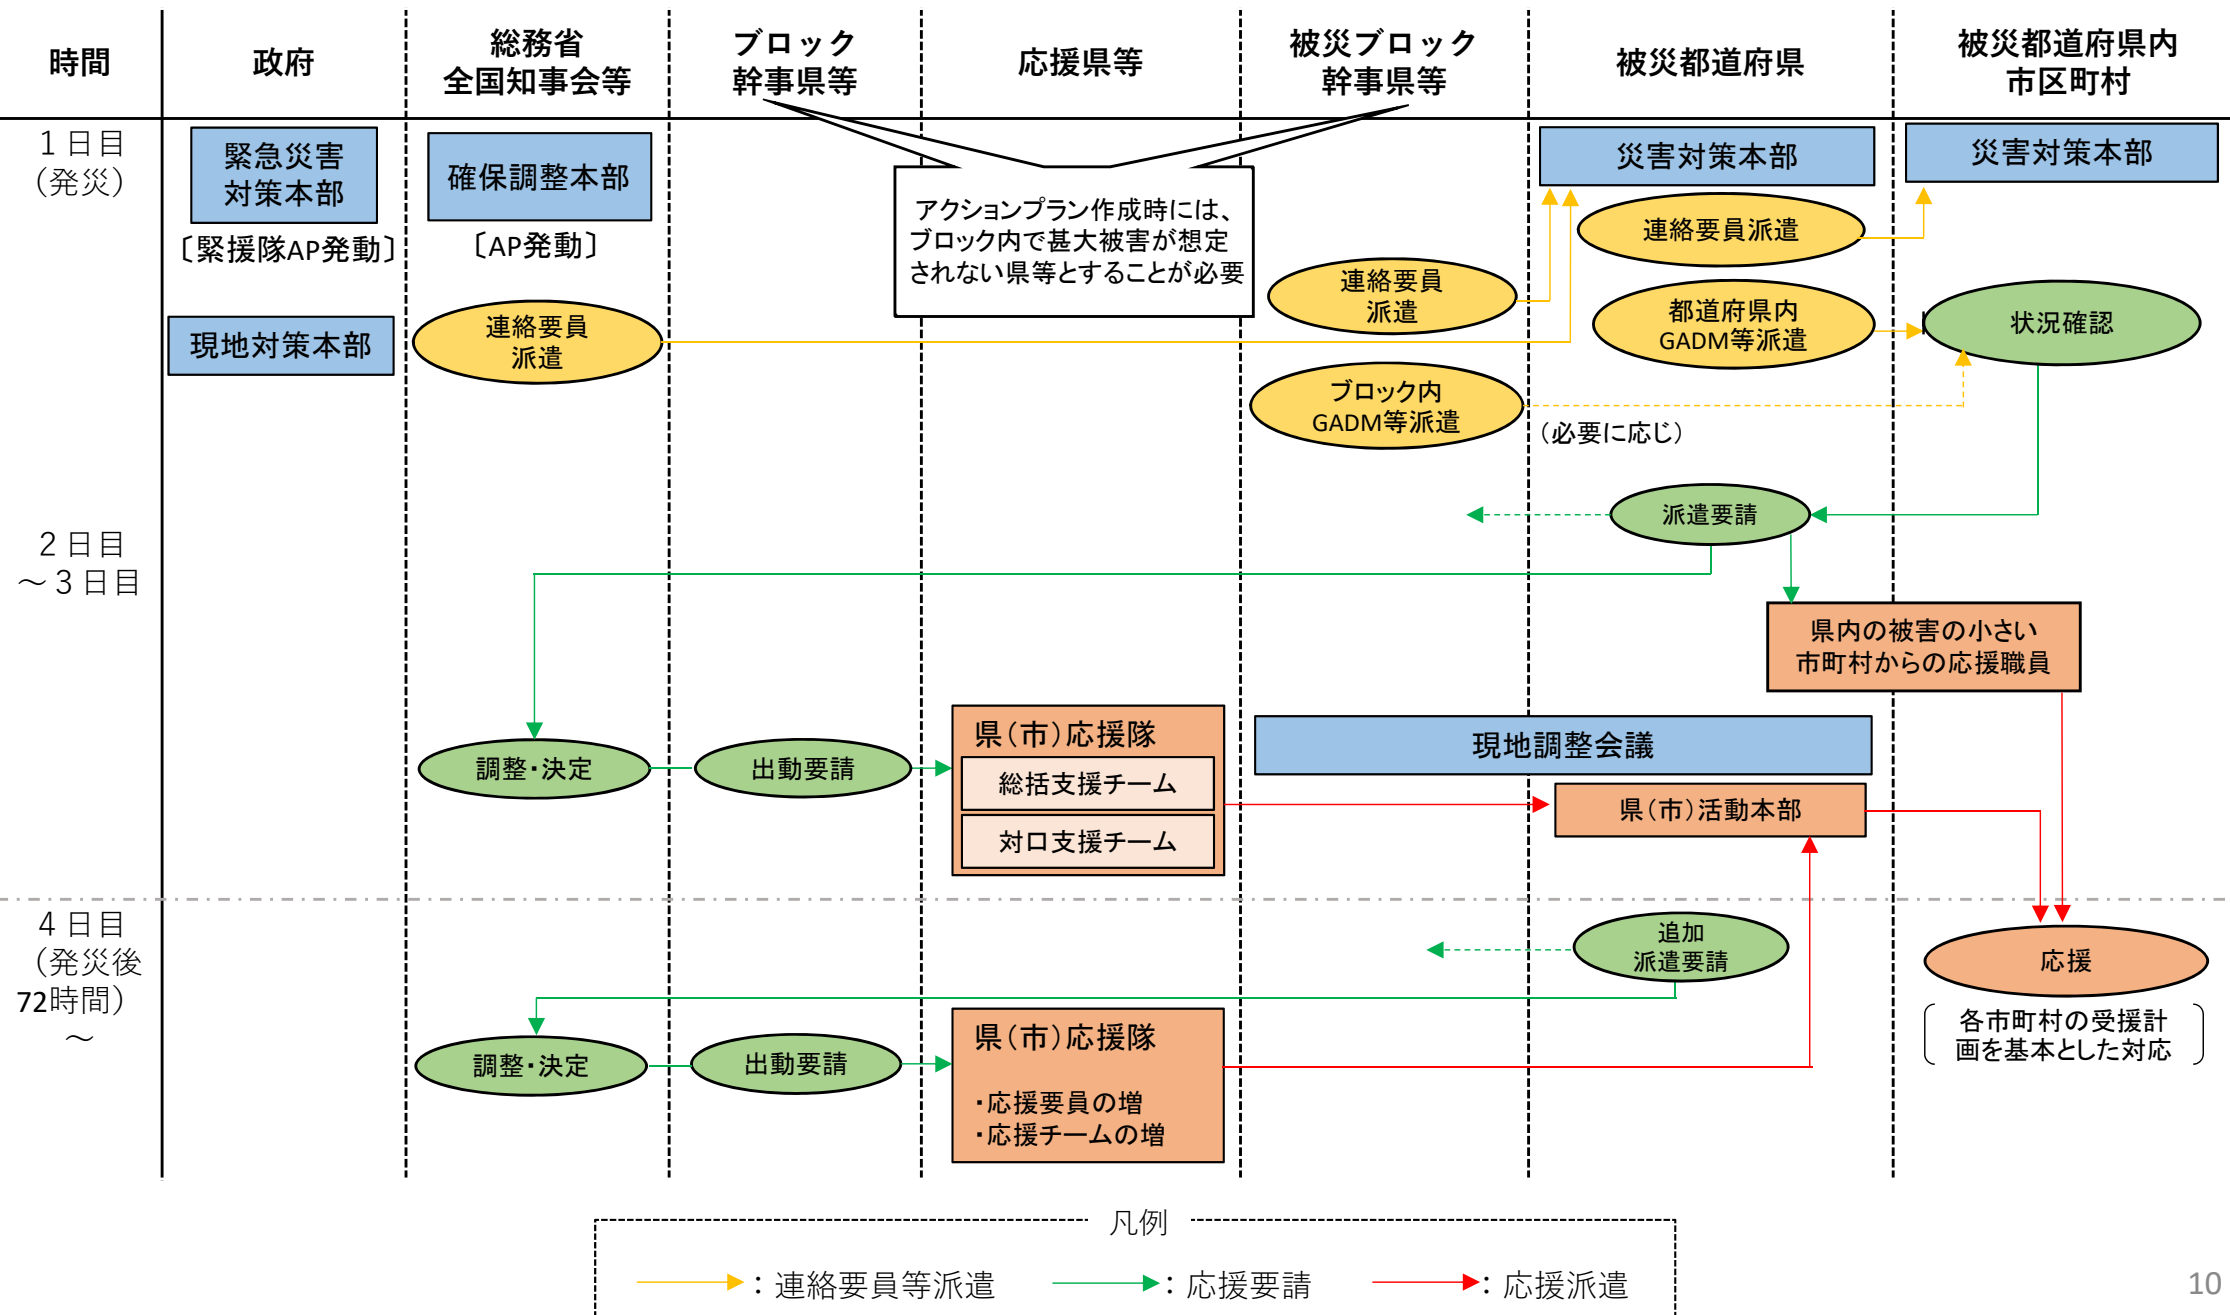 時間
政府
総務省
全国知事会等
ブロック
幹事県等
応援県等
被災ブロック
幹事県等
被災都道府県
被災都道府県内
市区町村
1日目
（発災）
緊急災害
対策本部
〔緊援隊AP発動〕
現地対策本部
確保調整本部
〔AP発動〕
連絡要員
派遣
アクションプラン作成時には、
ブロック内で甚大被害が想定
されない県等とすることが必要
連絡要員
派遣
ブロック内
GADM等派遣
（必要に応じ）
災害対策本部
連絡要員派遣
都道府県内
GADM等派遣
災害対策本部
状況確認
2日目
～3日目
派遣要請
県内の被害の小さい
市町村からの応援職員
調整・決定
出動要請
県（市）応援隊
総括支援チーム
対口支援チーム
現地調整会議
県（市）活動本部
4日目
（発災後
72時間）
～
追加
派遣要請
応援
各市町村の受援計
画を基本とした対応
調整・決定
出動要請
県（市）応援隊
・応援要員の増
・応援チームの増
凡例
：連絡要員等派遣
：応援要請
：応援派遣
10